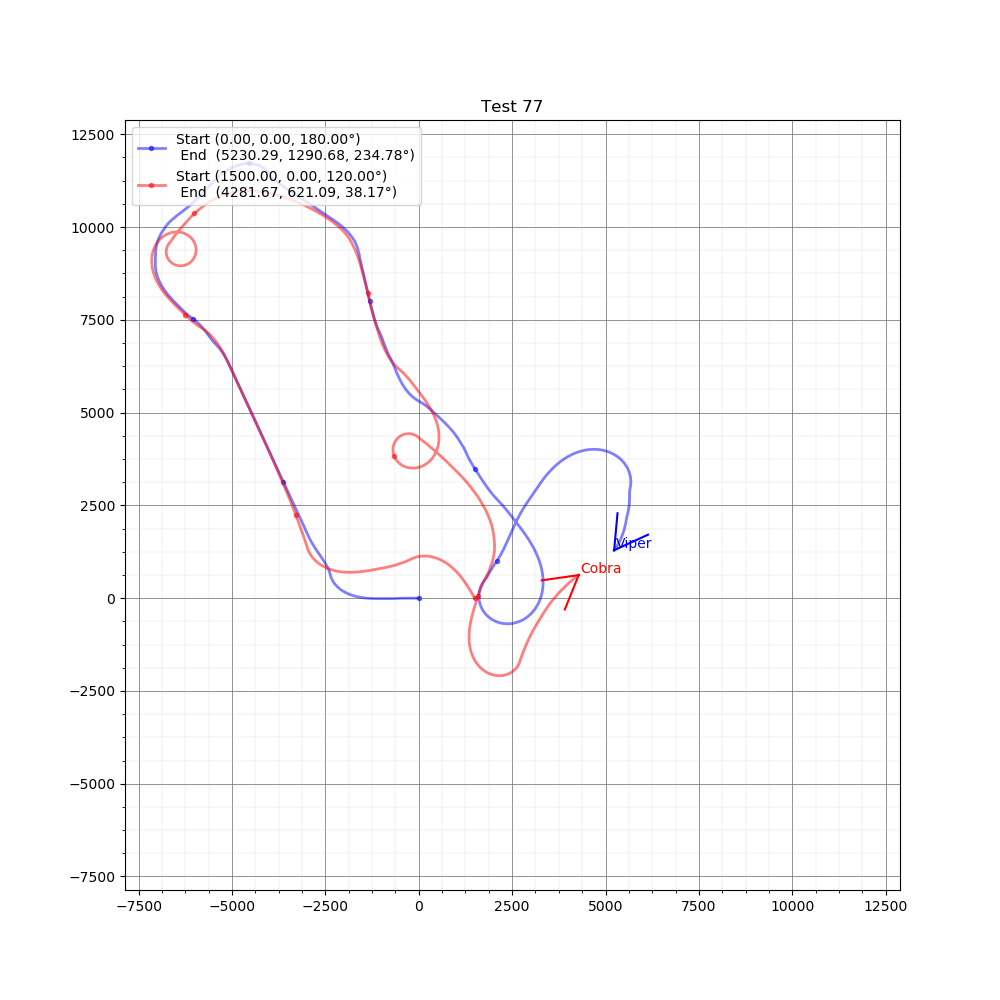 Test 77
Start (0.00, 0.00, 180.00°)
End (5230.29, 1290.68, 234.78°)
Start (1500.00, 0.00, 120.00°)
End (4281.67, 621.09, 38.17°)
12500
10000
7500
5000
2500
0
−2500
−5000
−7500
Viper
Cobra
−7500 −5000 −2500 0 2500 5000 7500 10000 12500